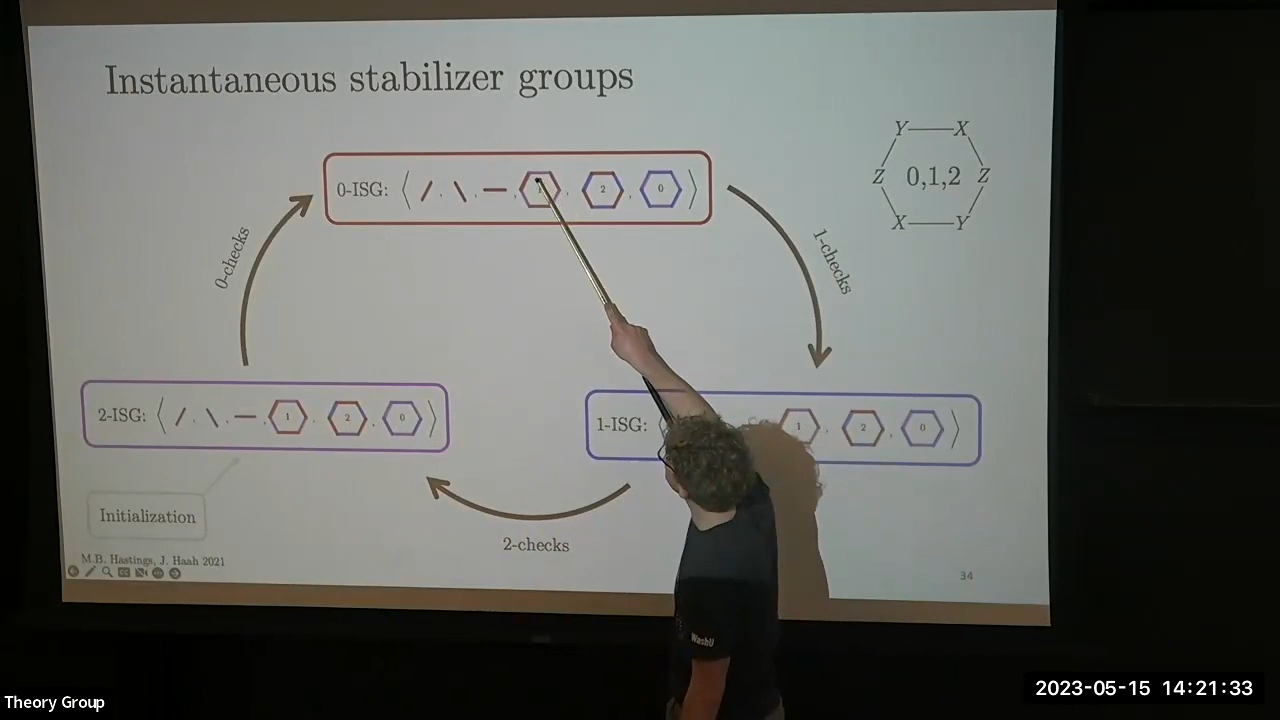 Instantaneous stabilizer groups
Y X
Z 0,1,2 Z
X Y
0-ISG: ⟨ / , \ , — , 1 , 2 , 0 ⟩
0-checks
1-checks
2-ISG: ⟨ / , \ , — , 1 , 2 , 0 ⟩
1-ISG: ⟨ 1 , 2 , 0 ⟩
Initialization
2-checks
M.B. Hastings, J. Haah 2021
34
WashU
Theory Group
2023-05-15 14:21:33